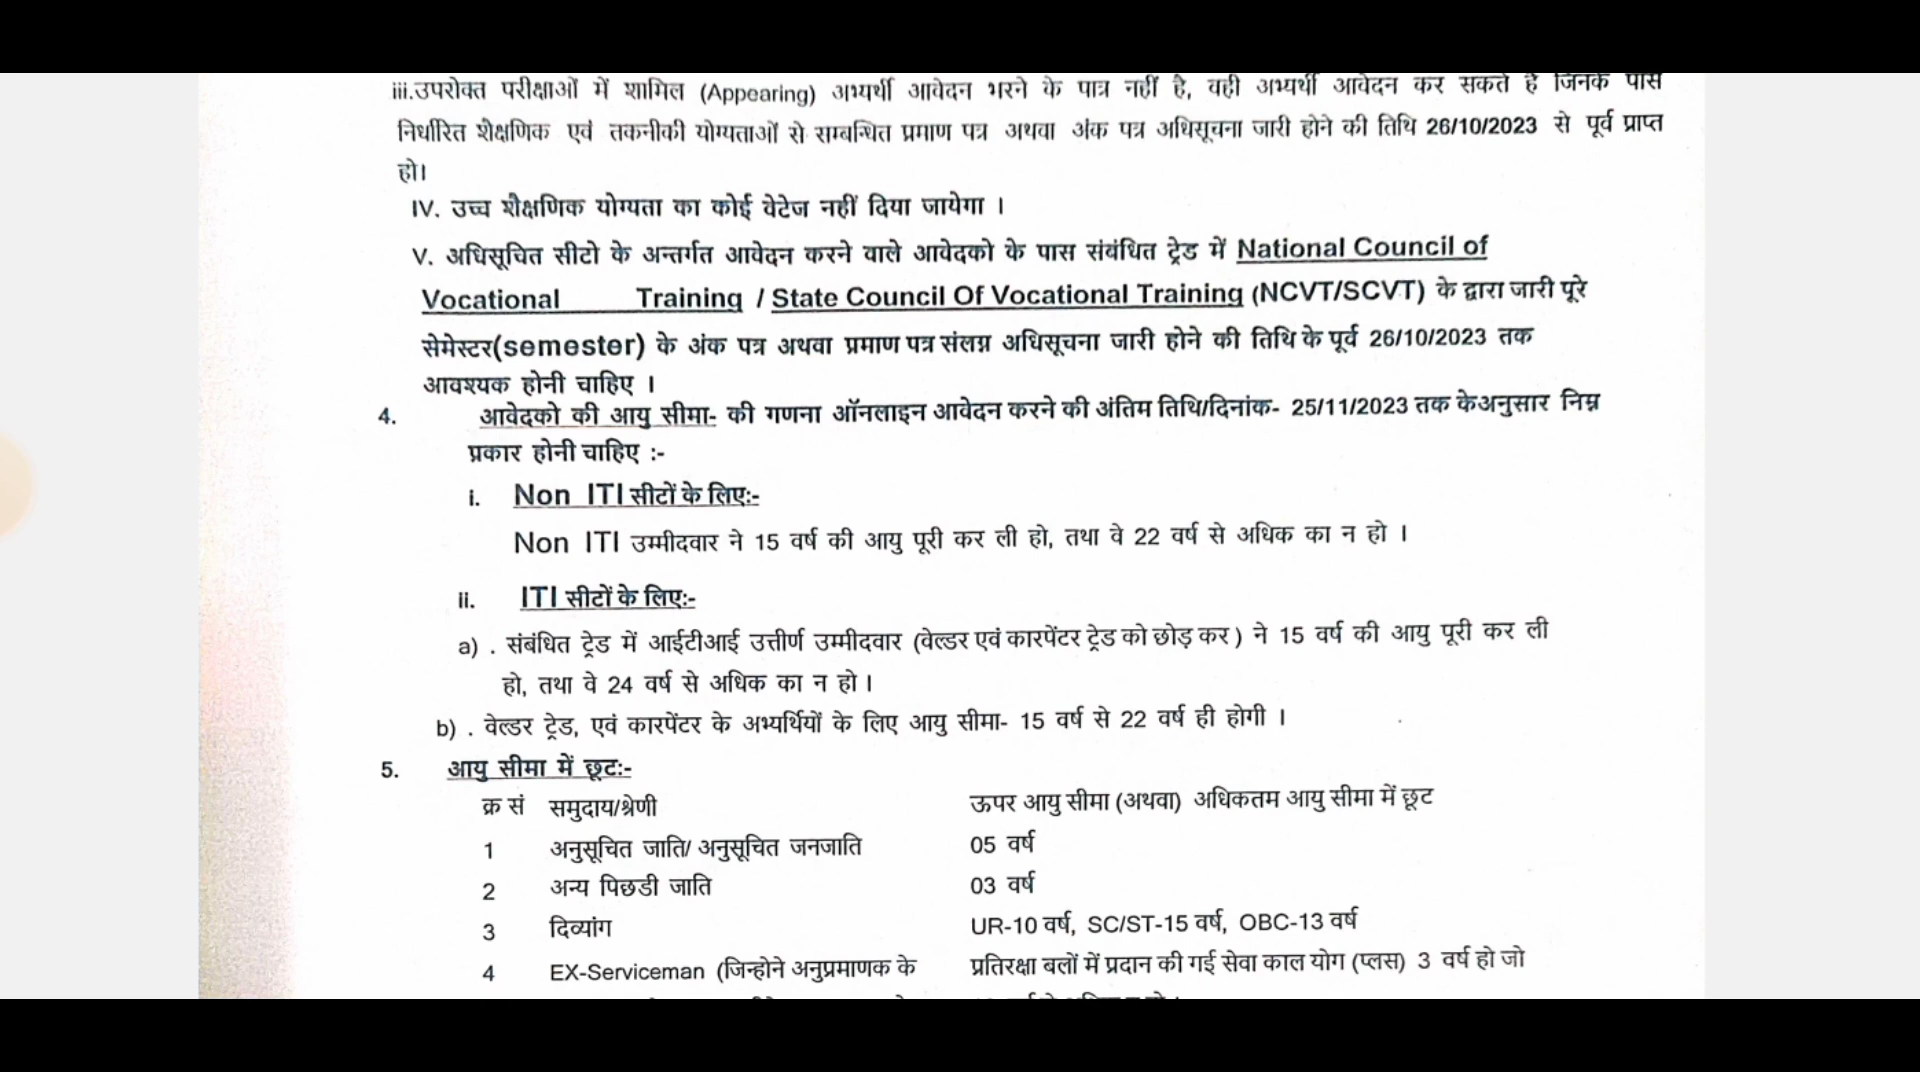 iii.उपरोक्त परीक्षाओं में शामिल (Appearing) अभ्यर्थी आवेदन भरने के पात्र नहीं है, वही अभ्यर्थी आवेदन कर सकते है जिनके पास
निर्धारित शैक्षणिक एवं तकनीकी योग्यताओं से सम्बन्धित प्रमाण पत्र अथवा अंक पत्र अधिसूचना जारी होने की तिथि 26/10/2023 से पूर्व प्राप्त
हो।
IV. उच्च शैक्षणिक योग्यता का कोई वेटेज नहीं दिया जायेगा ।
V. अधिसूचित सीटो के अन्तर्गत आवेदन करने वाले आवेदको के पास संबंधित ट्रेड में National Council of
Vocational Training / State Council Of Vocational Training (NCVT/SCVT) के द्वारा जारी पूरे
सेमेस्टर(semester) के अंक पत्र अथवा प्रमाण पत्र संलग्न अधिसूचना जारी होने की तिथि के पूर्व 26/10/2023 तक
आवश्यक होनी चाहिए ।
4. आवेदको की आयु सीमा- की गणना ऑनलाइन आवेदन करने की अंतिम तिथि/दिनांक- 25/11/2023 तक केअनुसार निम्न
प्रकार होनी चाहिए :-
i. Non ITI सीटों के लिए:-
Non ITI उम्मीदवार ने 15 वर्ष की आयु पूरी कर ली हो, तथा वे 22 वर्ष से अधिक का न हो ।
ii. ITI सीटों के लिए:-
a) . संबंधित ट्रेड में आईटीआई उत्तीर्ण उम्मीदवार (वेल्डर एवं कारपेंटर ट्रेड को छोड़ कर ) ने 15 वर्ष की आयु पूरी कर ली
हो, तथा वे 24 वर्ष से अधिक का न हो ।
b) . वेल्डर ट्रेड, एवं कारपेंटर के अभ्यर्थियों के लिए आयु सीमा- 15 वर्ष से 22 वर्ष ही होगी ।
5. आयु सीमा में छूट:-
क्र सं समुदाय/श्रेणी ऊपर आयु सीमा (अथवा) अधिकतम आयु सीमा में छूट
1 अनुसूचित जाति/ अनुसूचित जनजाति 05 वर्ष
2 अन्य पिछडी जाति 03 वर्ष
3 दिव्यांग UR-10 वर्ष, SC/ST-15 वर्ष, OBC-13 वर्ष
4 EX-Serviceman (जिन्होने अनुप्रमाणक के प्रतिरक्षा बलों में प्रदान की गई सेवा काल योग (प्लस) 3 वर्ष हो जो